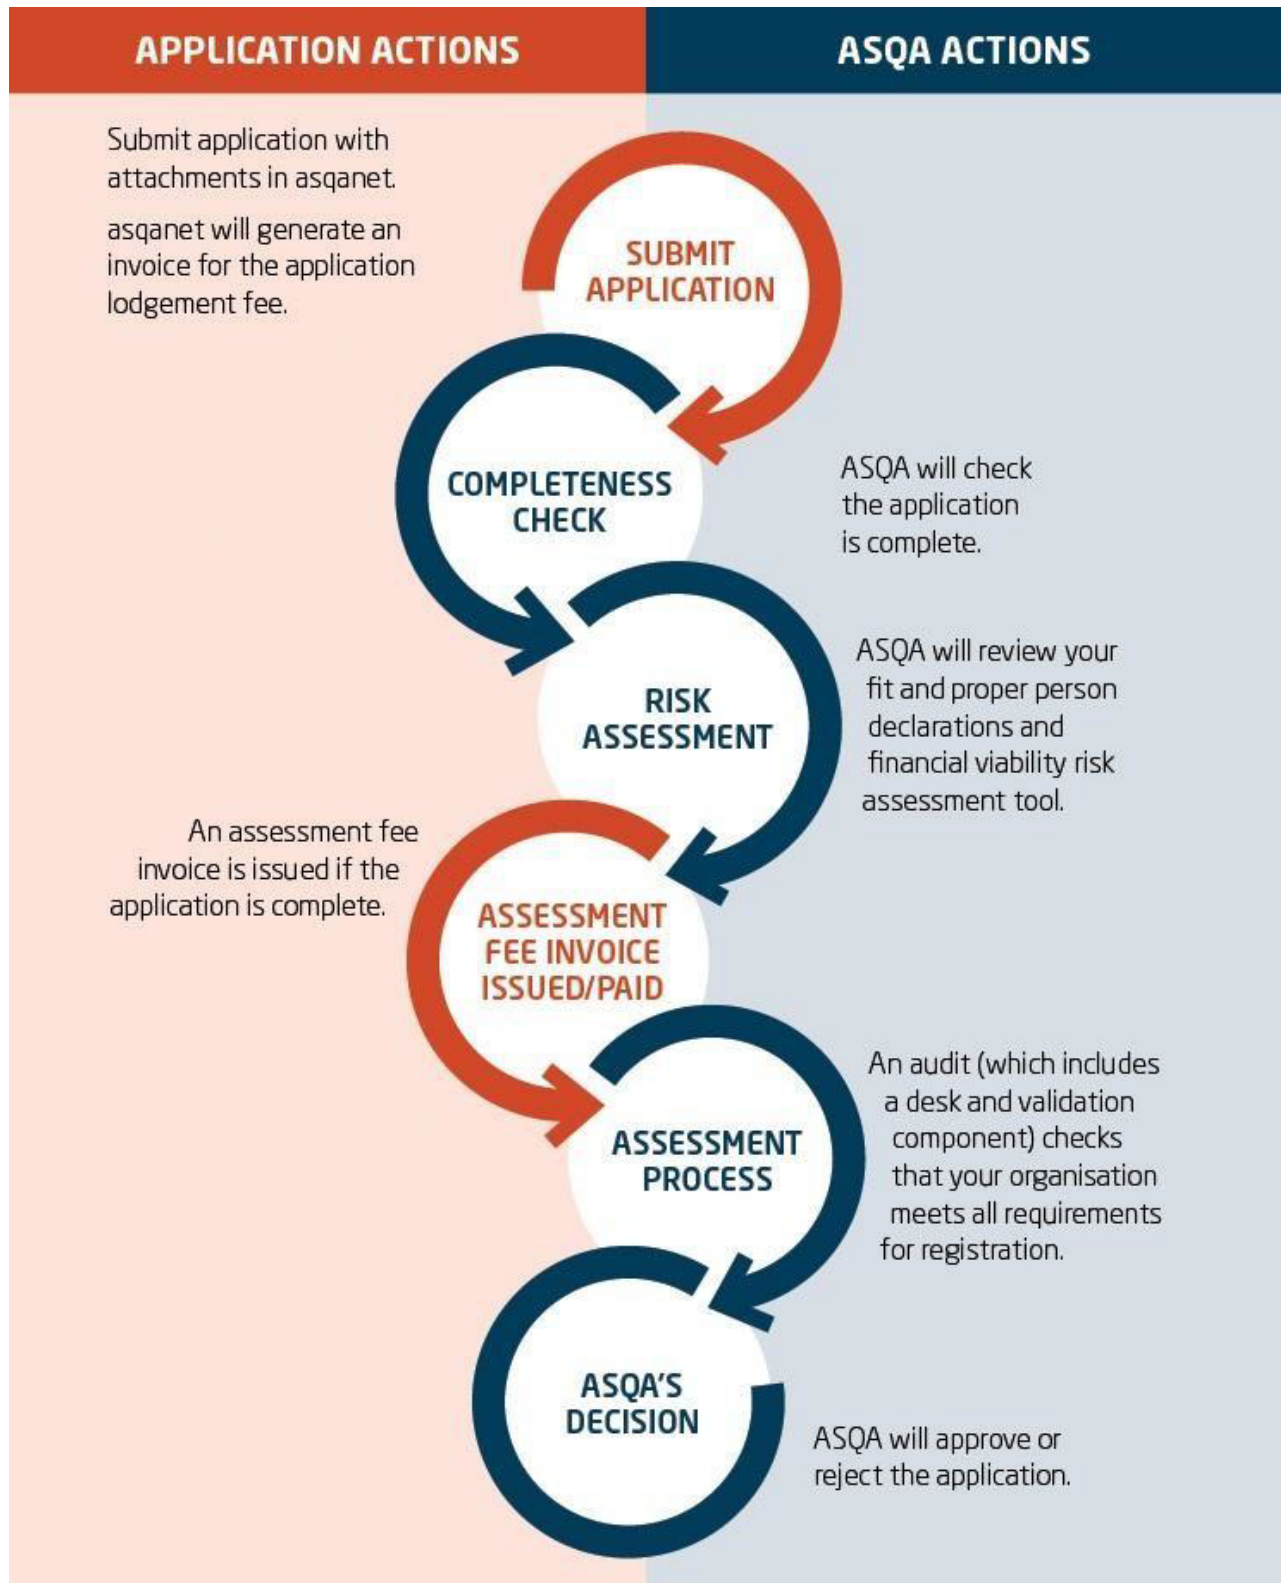 APPLICATION ACTIONS
ASQA ACTIONS
Submit application with
attachments in asqanet.
asqanet will generate an
invoice for the application
lodgement fee.
SUBMIT
APPLICATION
COMPLETENESS
CHECK
ASQA will check
the application
is complete.
RISK
ASSESSMENT
ASQA will review your
fit and proper person
declarations and
financial viability risk
assessment tool.
An assessment fee
invoice is issued if the
application is complete.
ASSESSMENT
FEE INVOICE
ISSUED/PAID
ASSESSMENT
PROCESS
An audit (which includes
a desk and validation
component) checks
that your organisation
meets all requirements
for registration.
ASQA'S
DECISION
ASQA will approve or
reject the application.